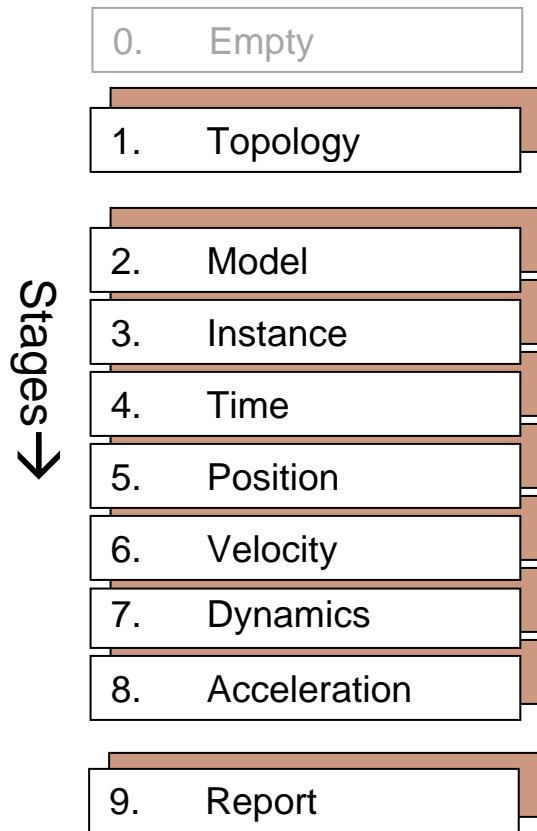 0. Empty
1. Topology
2. Model
3. Instance
4. Time
5. Position
6. Velocity
7. Dynamics
8. Acceleration
9. Report
Stages→